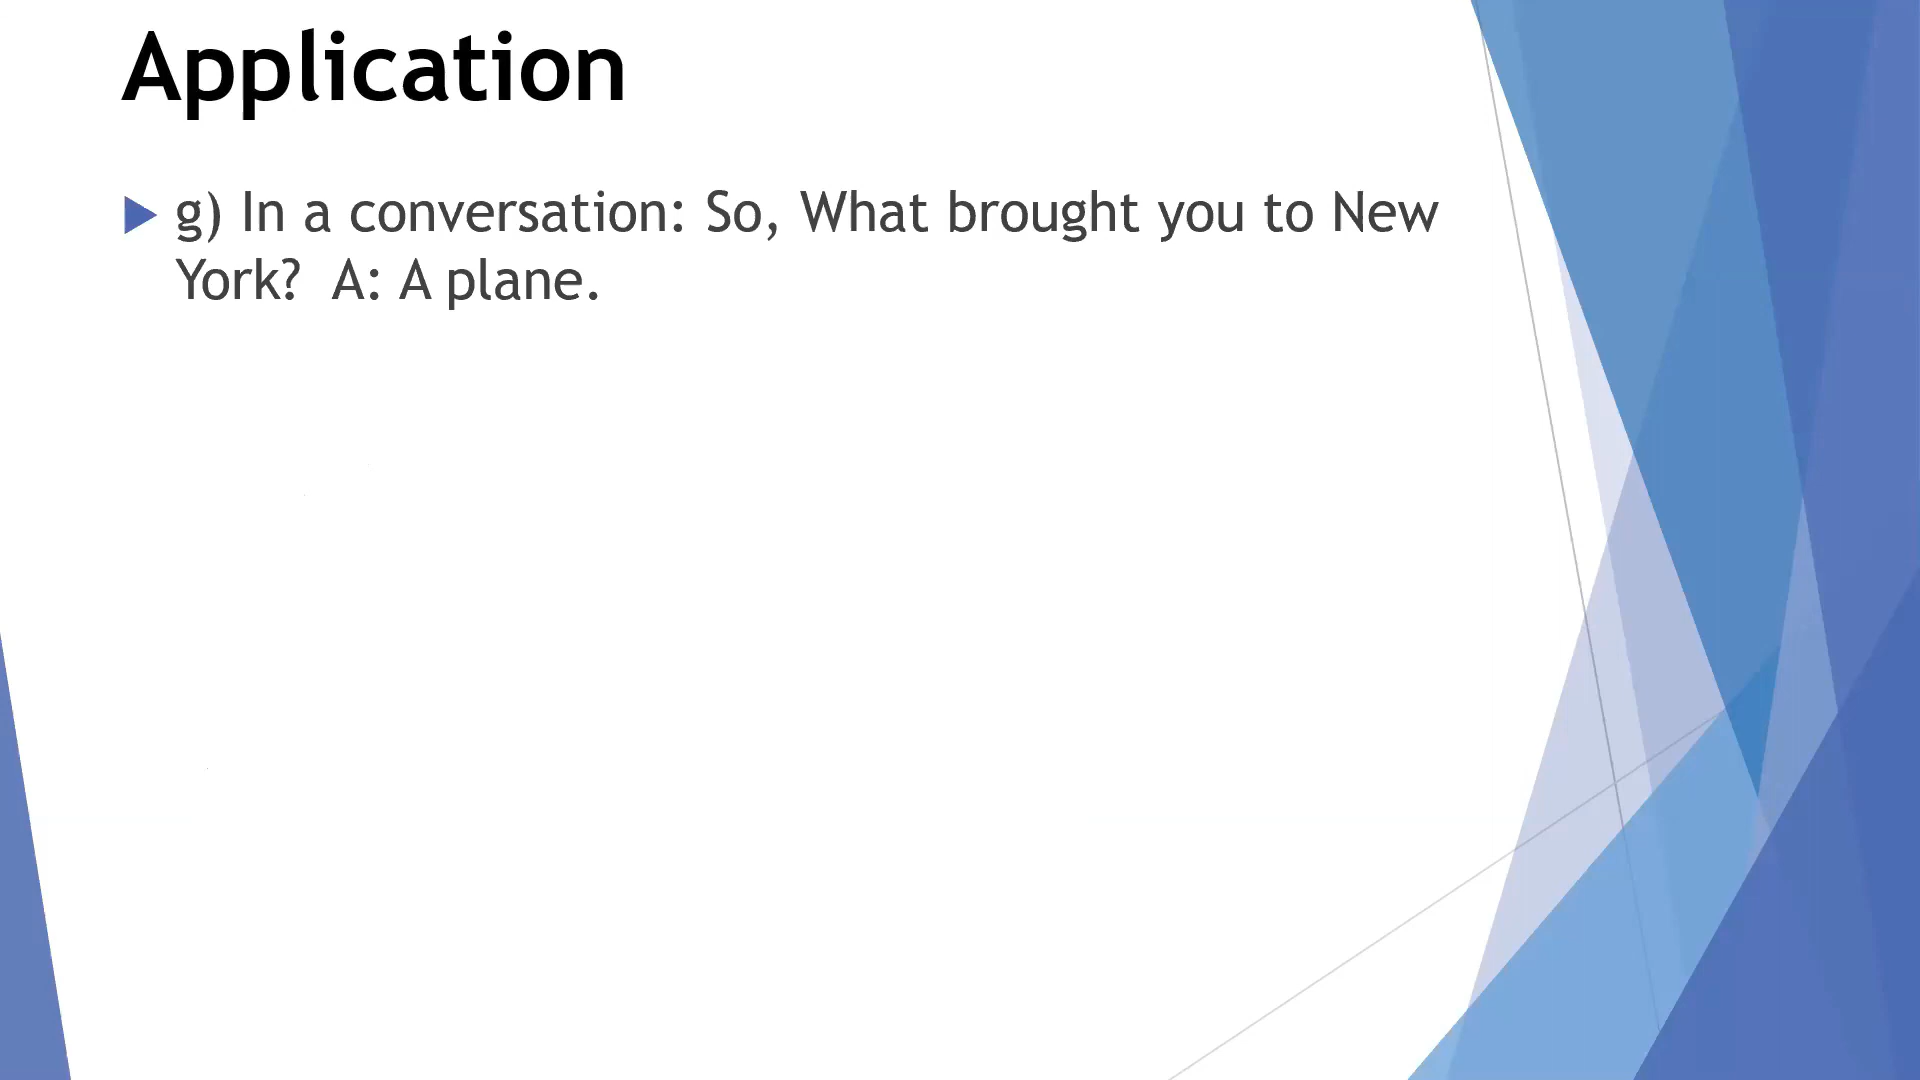 Application
g) In a conversation: So, What brought you to New
York?  A: A plane.